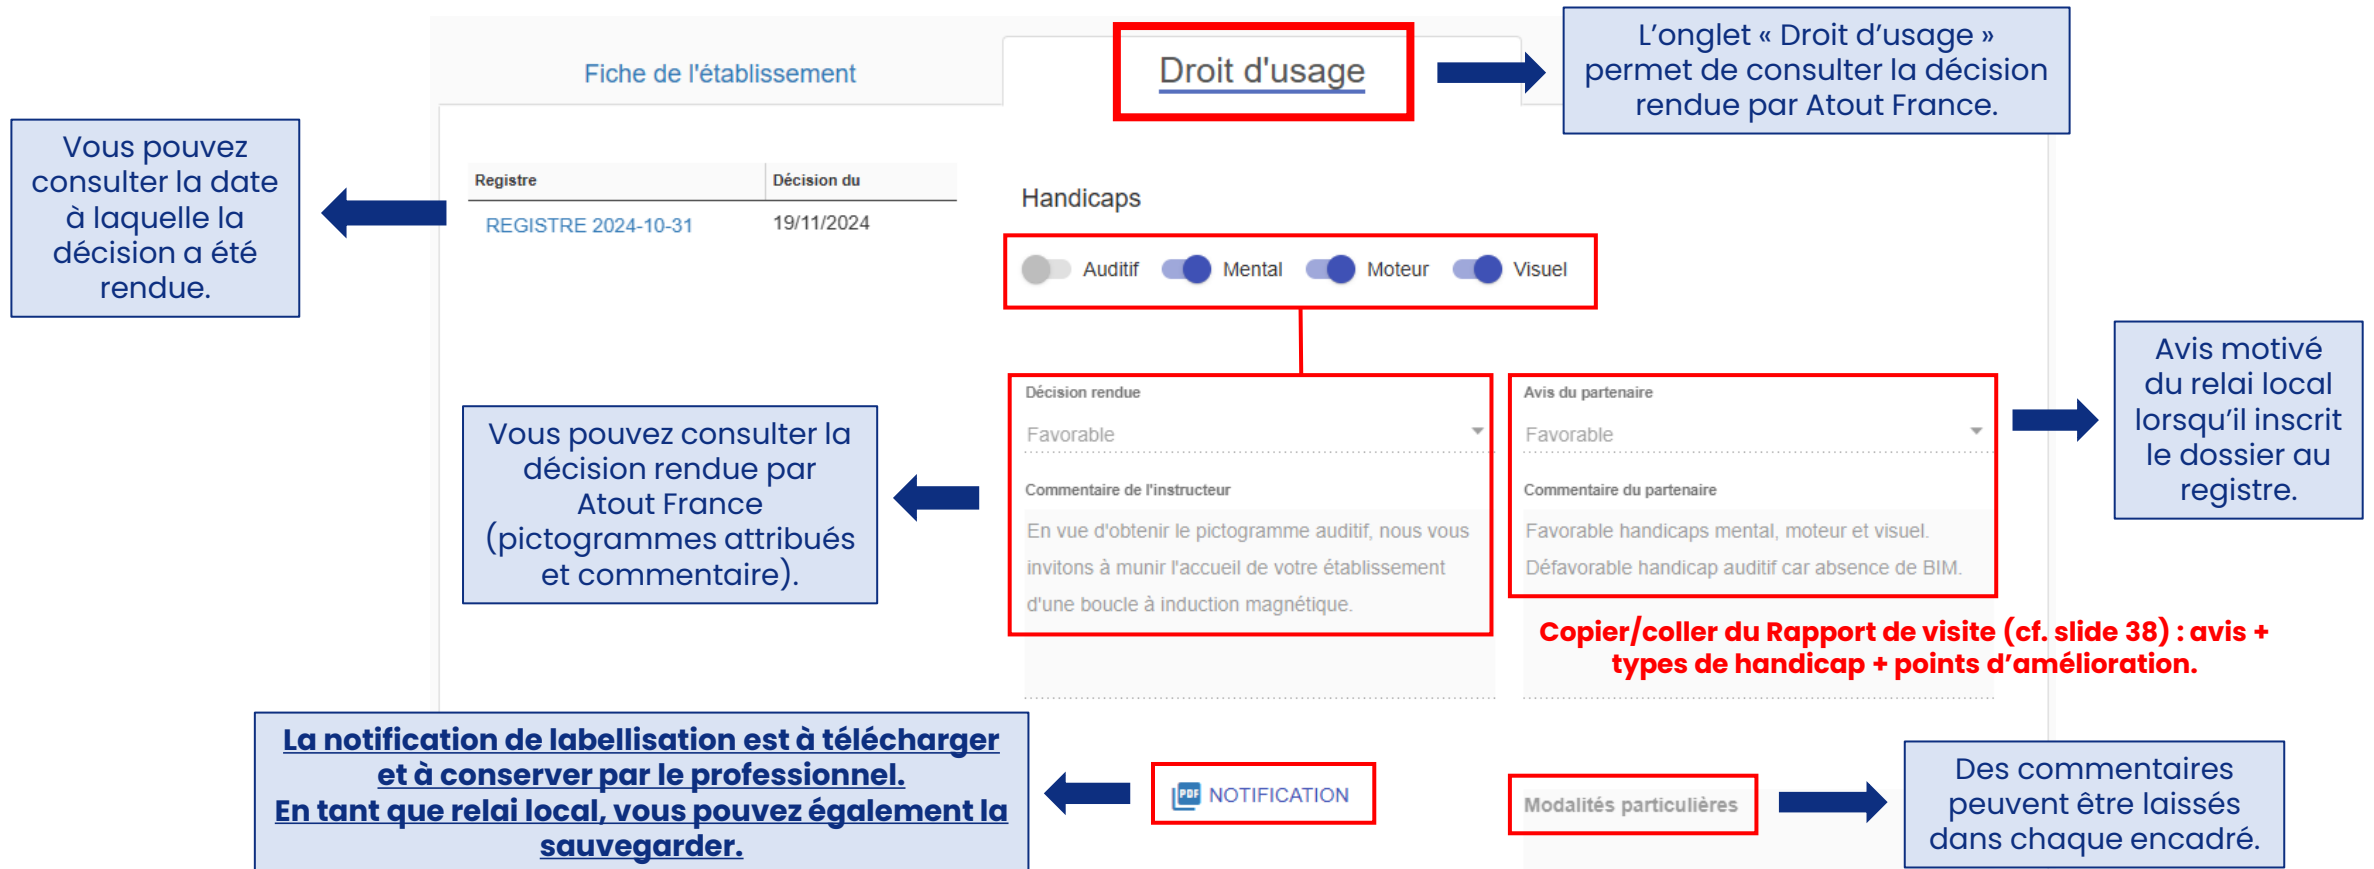 Fiche de l'établissement
Droit d'usage
L'onglet « Droit d'usage »
permet de consulter la décision
rendue par Atout France.
Vous pouvez
consulter la date
à laquelle la
décision a été
rendue.
Registre
Décision du
REGISTRE 2024-10-31
19/11/2024
Handicaps
Auditif
Mental
Moteur
Visuel
Vous pouvez consulter la
décision rendue par
Atout France
(pictogrammes attribués
et commentaire).
Décision rendue
Favorable
Commentaire de l'instructeur
En vue d'obtenir le pictogramme auditif, nous vous
invitons à munir l'accueil de votre établissement
d'une boucle à induction magnétique.
Avis du partenaire
Favorable
Commentaire du partenaire
Favorable handicaps mental, moteur et visuel.
Défavorable handicap auditif car absence de BIM.
Avis motivé
du relai local
lorsqu'il inscrit
le dossier au
registre.
Copier/coller du Rapport de visite (cf. slide 38) : avis +
types de handicap + points d'amélioration.
La notification de labellisation est à télécharger
et à conserver par le professionnel.
En tant que relai local, vous pouvez également la
sauvegarder.
PDF NOTIFICATION
Modalités particulières
Des commentaires
peuvent être laissés
dans chaque encadré.